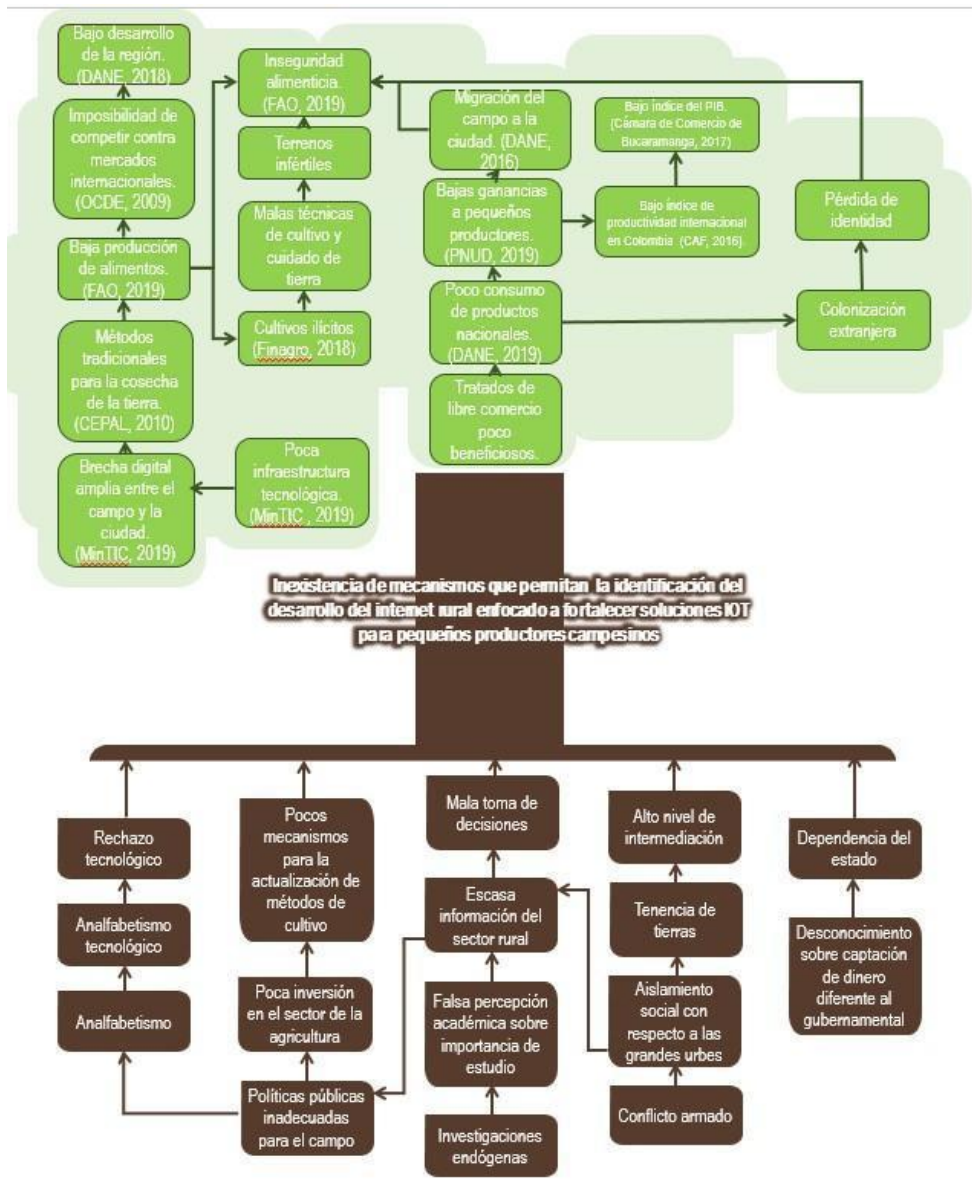 Bajo desarrollo
de la región.
(DANE, 2018)
Imposibilidad de
competir contra
mercados
internacionales.
(OCDE, 2009)
Baja producción
de alimentos.
(FAO, 2019)
Métodos
tradicionales
para la cosecha
de la tierra.
(CEPAL, 2010)
Brecha digital
amplia entre el
campo y la
ciudad.
(MinTIC, 2019)
Inseguridad
alimenticia.
(FAO, 2019)
Terrenos
infértiles
Malas técnicas
de cultivo y
cuidado de
tierra
Cultivos ilícitos
(Finagro, 2018)
Poca
infraestructura
tecnológica.
(MinTIC, 2019)
Migración del
campo a la
ciudad. (DANE,
2016)
Bajas ganancias
a pequeños
productores.
(PNUD, 2019)
Poco consumo
de productos
nacionales.
(DANE, 2019)
Tratados de
libre comercio
poco
beneficiosos.
Bajo índice del PIB.
(Cámara de Comercio de
Bucaramanga, 2017)
Bajo índice de
productividad internacional
en Colombia. (CAF, 2016).
Pérdida de
identidad
Colonización
extranjera
Inexistencia de mecanismos que permitan la identificación del
desarrollo del internet rural enfocado a fortalecer soluciones IOT
para pequeños productores campesinos
Rechazo
tecnológico
Analfabetismo
tecnológico
Analfabetismo
Pocos
mecanismos
para la
actualización de
métodos de
cultivo
Poca inversión
en el sector de la
agricultura
Políticas públicas
inadecuadas
para el campo
Mala toma de
decisiones
Escasa
información del
sector rural
Falsa percepción
académica sobre
importancia de
estudio
Investigaciones
endógenas
Alto nivel de
intermediación
Tenencia de
tierras
Aislamiento
social con
respecto a las
grandes urbes
Conflicto armado
Dependencia del
estado
Desconocimiento
sobre captación
de dinero
diferente al
gubernamental